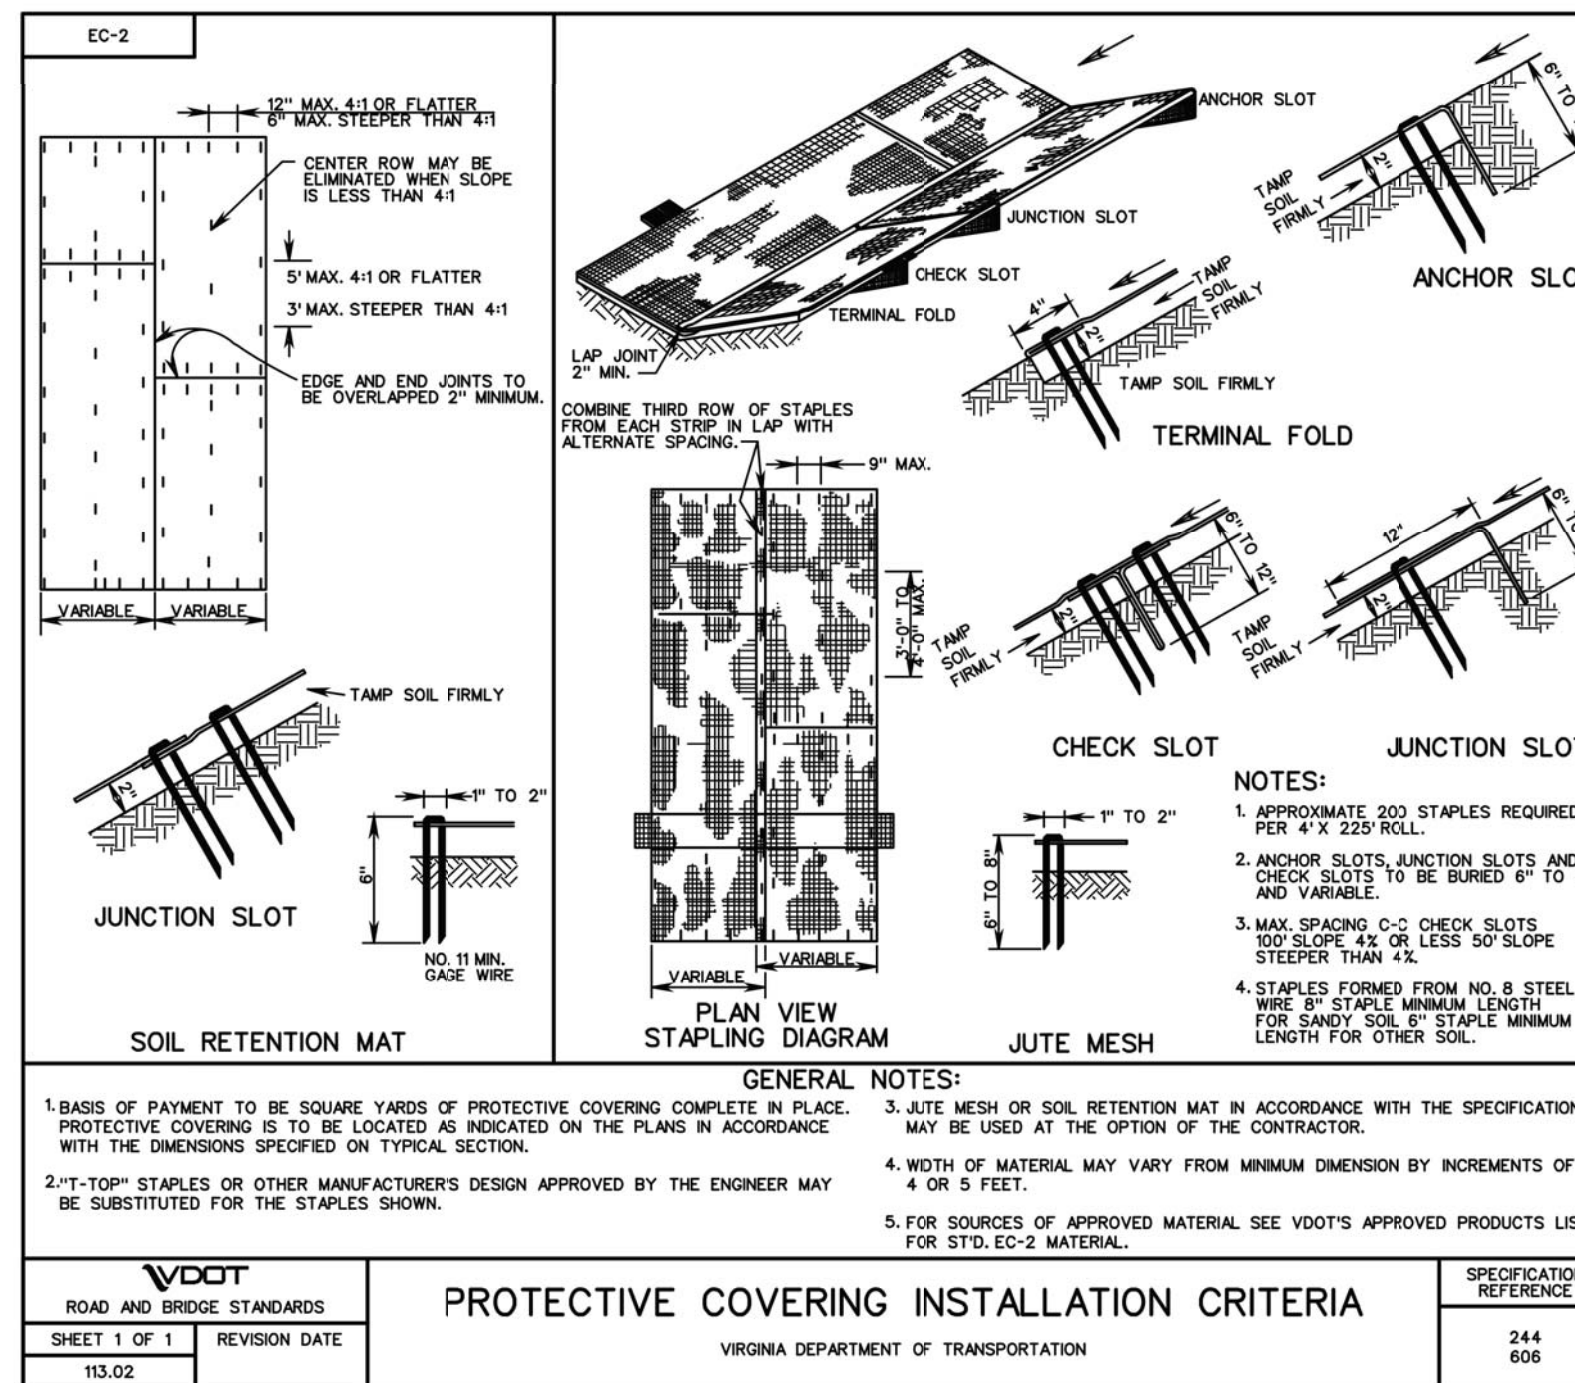 EC-2
12" MAX. 4:1 OR FLATTER
6" MAX. STEEPER THAN 4:1
CENTER ROW MAY BE
ELIMINATED WHEN SLOPE
IS LESS THAN 4:1
5' MAX. 4:1 OR FLATTER
3' MAX. STEEPER THAN 4:1
EDGE AND END JOINTS TO
BE OVERLAPPED 2" MINIMUM.
VARIABLE
VARIABLE
TAMP SOIL FIRMLY
2"
JUNCTION SLOT
1" TO 2"
6"
NO. 11 MIN.
GAGE WIRE
SOIL RETENTION MAT
ANCHOR SLOT
JUNCTION SLOT
CHECK SLOT
TERMINAL FOLD
LAP JOINT
2" MIN.
6" TO
2"
TAMP
SOIL
FIRMLY
ANCHOR SLO
4"
2"
TAMP
SOIL
FIRMLY
TAMP SOIL FIRMLY
TERMINAL FOLD
COMBINE THIRD ROW OF STAPLES
FROM EACH STRIP IN LAP WITH
ALTERNATE SPACING.
9" MAX.
3'-0" TO
4'-0" MAX.
VARIABLE
VARIABLE
PLAN VIEW
STAPLING DIAGRAM
6" TO 12"
2"
TAMP
SOIL
FIRMLY
CHECK SLOT
12"
6" TO
2"
TAMP
SOIL
FIRMLY
JUNCTION SLOT
1" TO 2"
6" TO 8"
JUTE MESH
NOTES:
1. APPROXIMATE 200 STAPLES REQUIRED
PER 4' X 225' ROLL.
2. ANCHOR SLOTS, JUNCTION SLOTS AND
CHECK SLOTS TO BE BURIED 6" TO
AND VARIABLE.
3. MAX. SPACING C-C CHECK SLOTS
100' SLOPE 4% OR LESS 50' SLOPE
STEEPER THAN 4%.
4. STAPLES FORMED FROM NO. 8 STEEL
WIRE 8" STAPLE MINIMUM LENGTH
FOR SANDY SOIL 6" STAPLE MINIMUM
LENGTH FOR OTHER SOIL.
GENERAL NOTES:
1. BASIS OF PAYMENT TO BE SQUARE YARDS OF PROTECTIVE COVERING COMPLETE IN PLACE.
PROTECTIVE COVERING IS TO BE LOCATED AS INDICATED ON THE PLANS IN ACCORDANCE
WITH THE DIMENSIONS SPECIFIED ON TYPICAL SECTION.
2. "T-TOP" STAPLES OR OTHER MANUFACTURER'S DESIGN APPROVED BY THE ENGINEER MAY
BE SUBSTITUTED FOR THE STAPLES SHOWN.
3. JUTE MESH OR SOIL RETENTION MAT IN ACCORDANCE WITH THE SPECIFICATION
MAY BE USED AT THE OPTION OF THE CONTRACTOR.
4. WIDTH OF MATERIAL MAY VARY FROM MINIMUM DIMENSION BY INCREMENTS OF
4 OR 5 FEET.
5. FOR SOURCES OF APPROVED MATERIAL SEE VDOT'S APPROVED PRODUCTS LIS
FOR ST'D. EC-2 MATERIAL.
VDOT
ROAD AND BRIDGE STANDARDS
SHEET 1 OF 1
REVISION DATE
113.02
PROTECTIVE COVERING INSTALLATION CRITERIA
VIRGINIA DEPARTMENT OF TRANSPORTATION
SPECIFICATION
REFERENCE
244
606